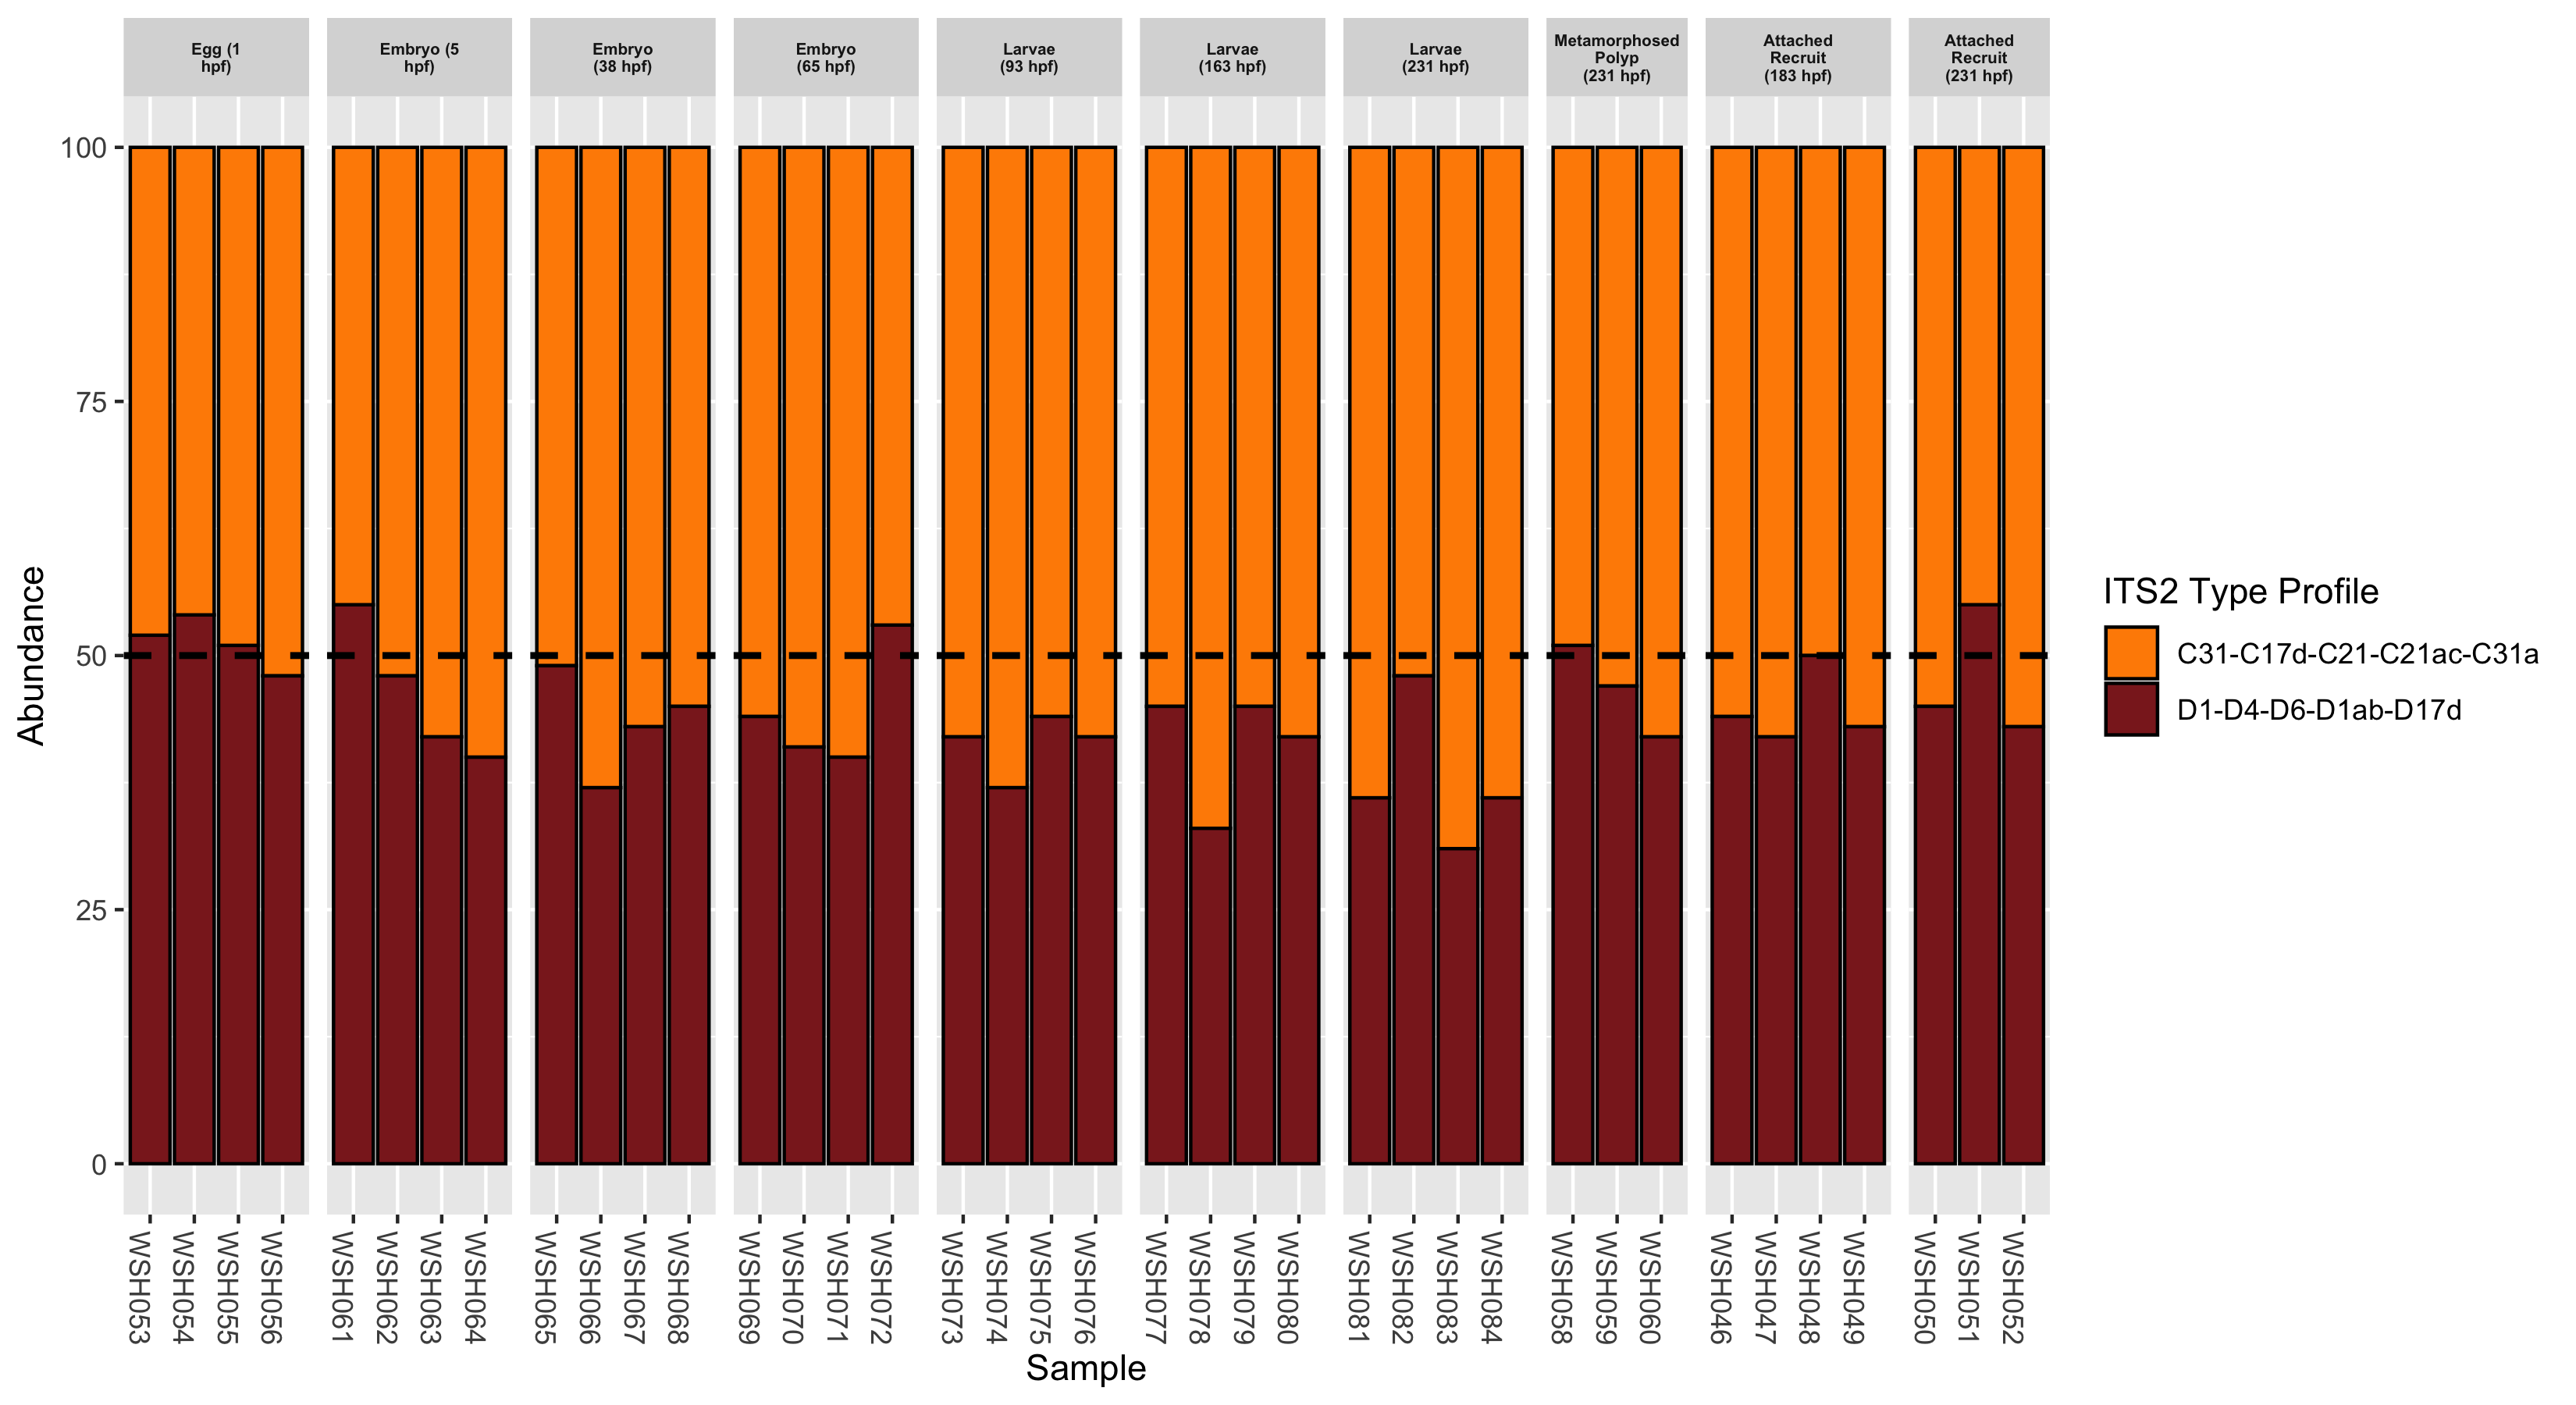 Egg (1
hpf)
Embryo (5
hpf)
Embryo
(38 hpf)
Embryo
(65 hpf)
Larvae
(93 hpf)
Larvae
(163 hpf)
Larvae
(231 hpf)
Metamorphosed
Polyp
(231 hpf)
Attached
Recruit
(183 hpf)
Attached
Recruit
(231 hpf)
Abundance
100
75
50
25
0
WSH053
WSH054
WSH055
WSH056
WSH061
WSH062
WSH063
WSH064
WSH065
WSH066
WSH067
WSH068
WSH069
WSH070
WSH071
WSH072
WSH073
WSH074
WSH075
WSH076
WSH077
WSH078
WSH079
WSH080
WSH081
WSH082
WSH083
WSH084
WSH058
WSH059
WSH060
WSH046
WSH047
WSH048
WSH049
WSH050
WSH051
WSH052
Sample
ITS2 Type Profile
C31-C17d-C21-C21ac-C31a
D1-D4-D6-D1ab-D17d